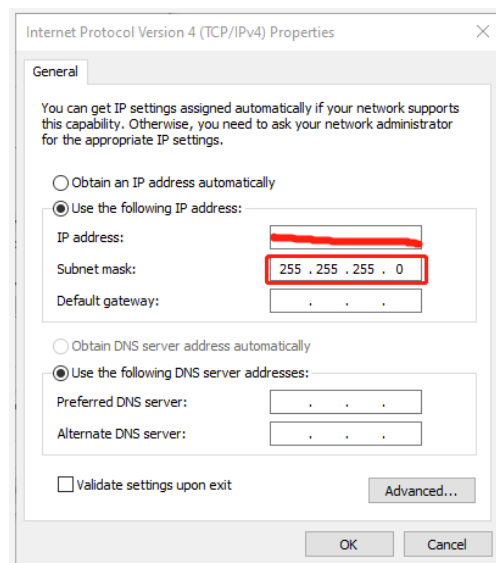 Internet Protocol Version 4 (TCP/IPv4) Properties
General
You can get IP settings assigned automatically if your network supports
this capability. Otherwise, you need to ask your network administrator
for the appropriate IP settings.
Obtain an IP address automatically
Use the following IP address:
IP address:
Subnet mask: 255 . 255 . 255 . 0
Default gateway: . . .
Obtain DNS server address automatically
Use the following DNS server addresses:
Preferred DNS server: . . .
Alternate DNS server: . . .
Validate settings upon exit
Advanced...
OK Cancel